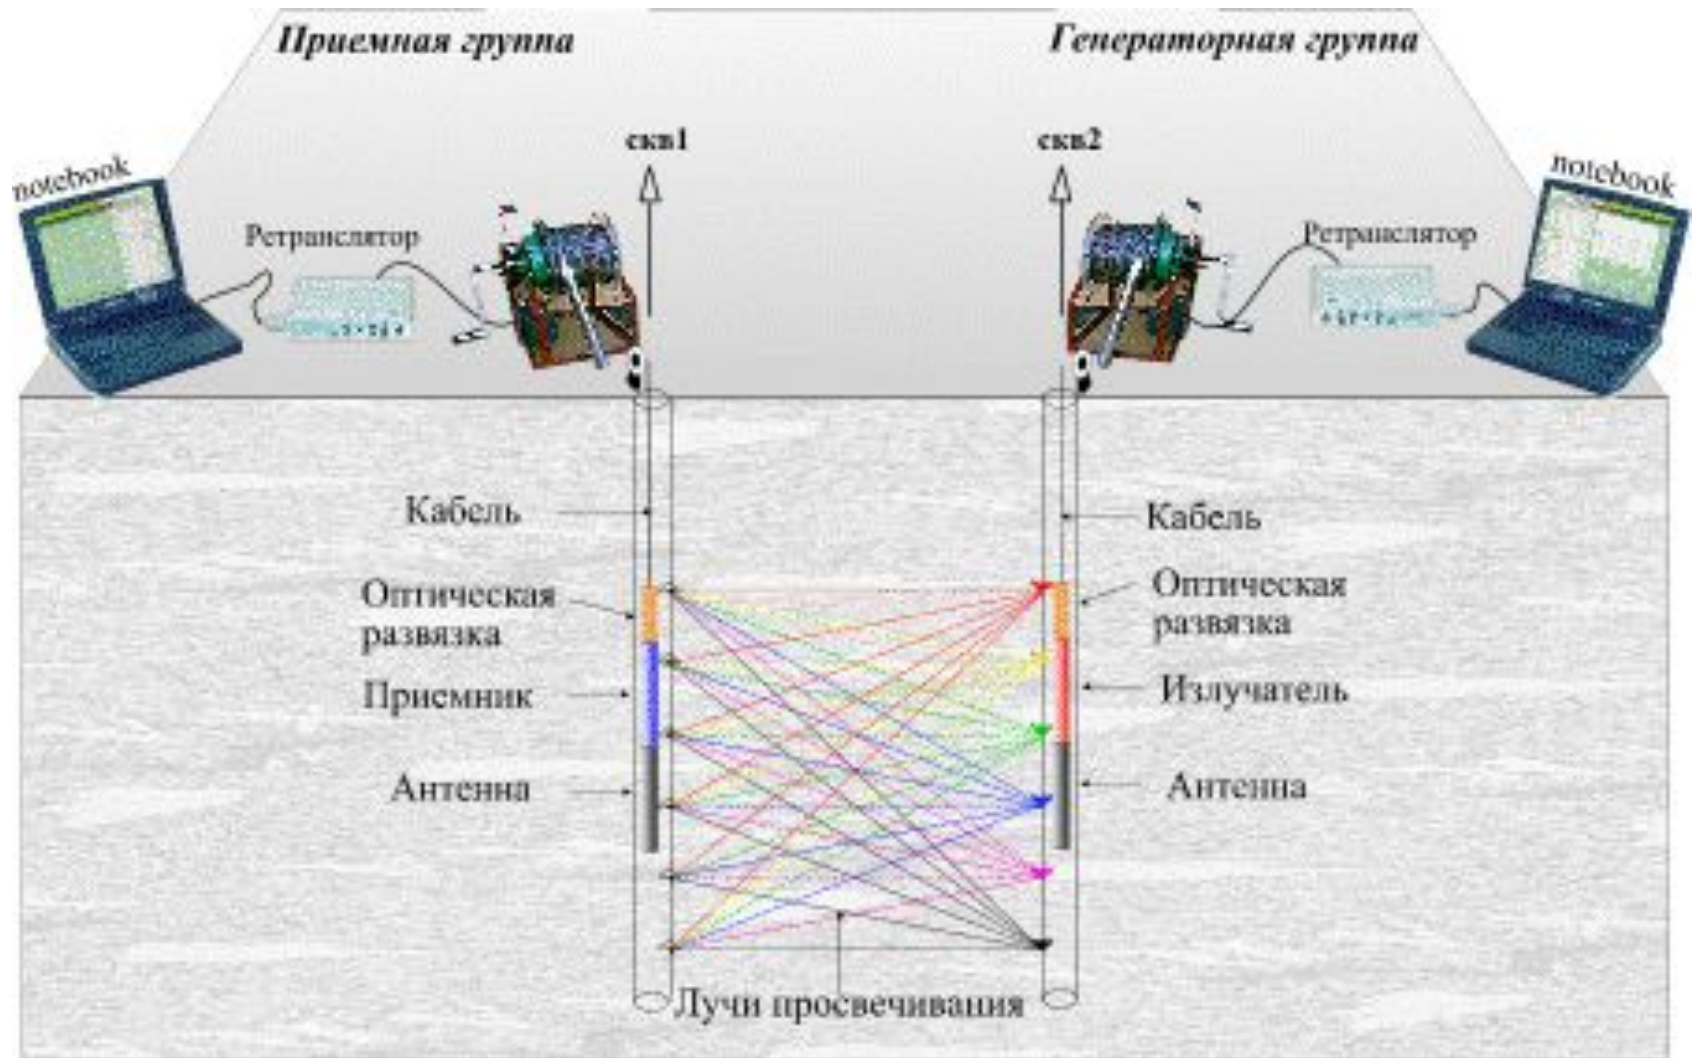 Приемная группа
Генераторная группа
скв1
скв2
notebook
notebook
Ретранслятор
Ретранслятор
Кабель
Кабель
Оптическая
развязка
Оптическая
развязка
Приемник
Излучатель
Антенна
Антенна
Лучи просвечивания